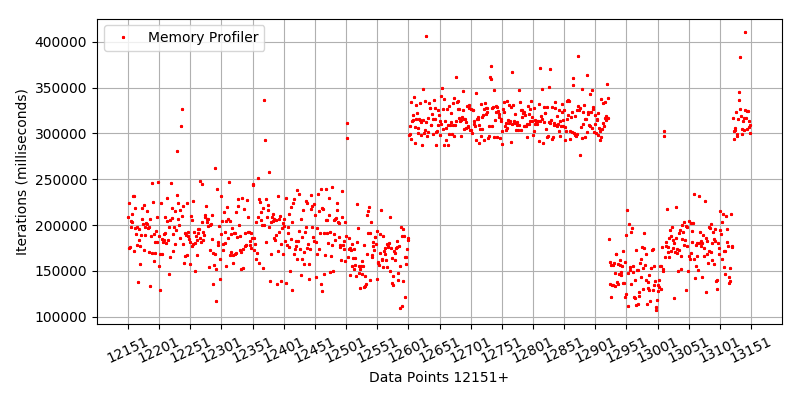 Memory Profiler
400000
350000
300000
250000
200000
150000
100000
Iterations (milliseconds)
12151 12201 12251 12301 12351 12401 12451 12501 12551 12601 12651 12701 12751 12801 12851 12901 12951 13001 13051 13101 13151
Data Points 12151+